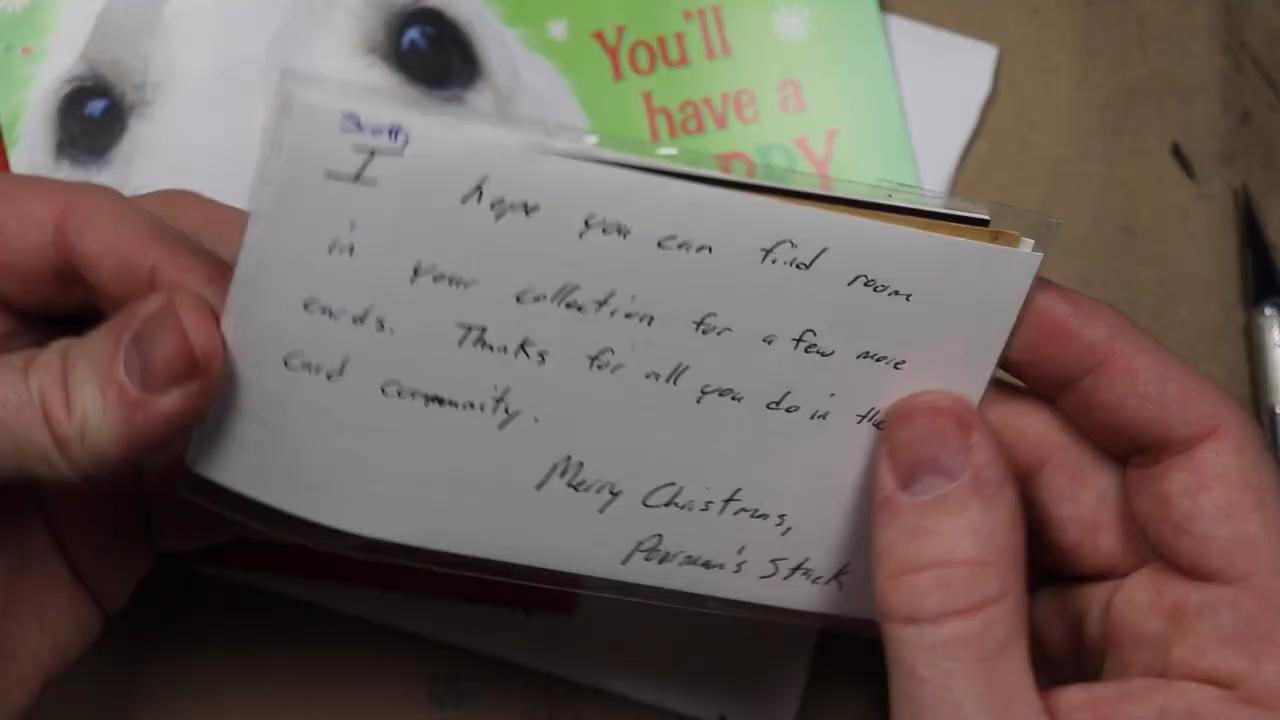 You'll
have a
Scott,
I hope you can find room
in your collection for a few more
cards. Thanks for all you do in the
card community.
Merry Christmas,
Poorman's Stack